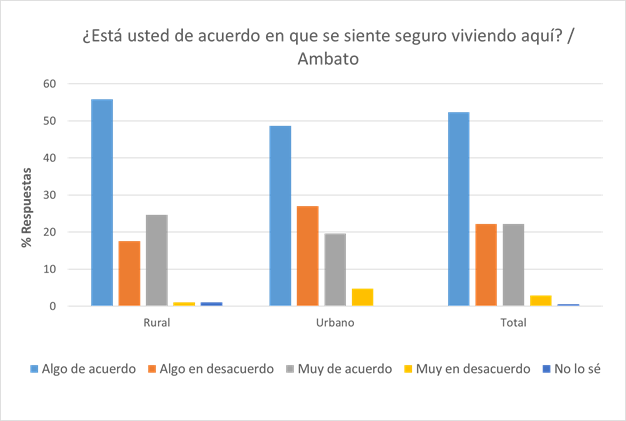 ¿Está usted de acuerdo en que se siente seguro viviendo aquí? /
Ambato
60
50
40
30
20
10
0
% Respuestas
Rural
Urbano
Total
Algo de acuerdo
Algo en desacuerdo
Muy de acuerdo
Muy en desacuerdo
No lo sé